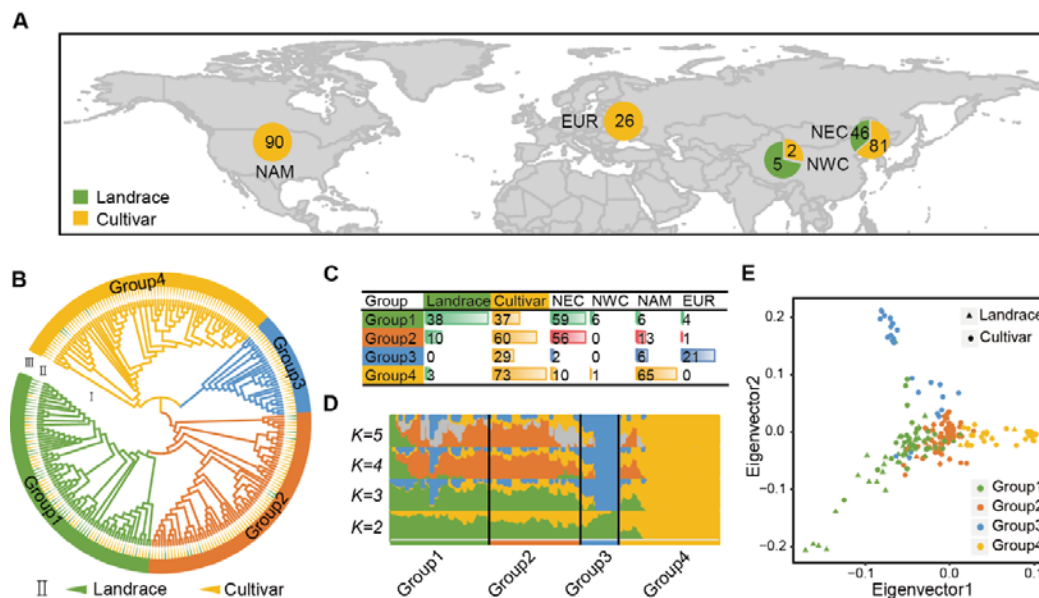 A
EUR
26
NEC
46
81
2
5
NWC
90
NAM
Landrace
Cultivar
B
Group4
Group3
Group2
Group1
III
II
I
II Landrace Cultivar
C
Group Landrace Cultivar NEC NWC NAM EUR
Group1 38 37 59 6 6 4
Group2 10 60 56 0 13 1
Group3 0 29 2 0 6 21
Group4 3 73 10 1 65 0
D
K=5
K=4
K=3
K=2
Group1
Group2
Group3
Group4
E
Landrace
Cultivar
0.2
0.1
0.0
−0.1
−0.2
Eigenvector2
Group1
Group2
Group3
Group4
−0.1 0.0 0.1
Eigenvector1